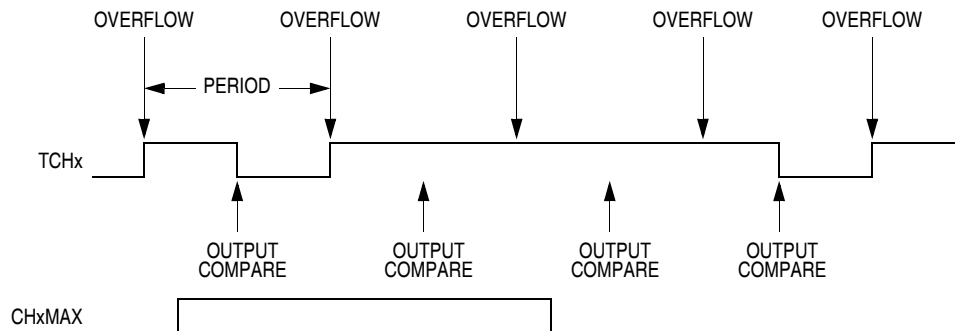 OVERFLOW OVERFLOW OVERFLOW OVERFLOW OVERFLOW
PERIOD
TCHx
OUTPUT COMPARE
OUTPUT COMPARE
OUTPUT COMPARE
OUTPUT COMPARE
CHxMAX